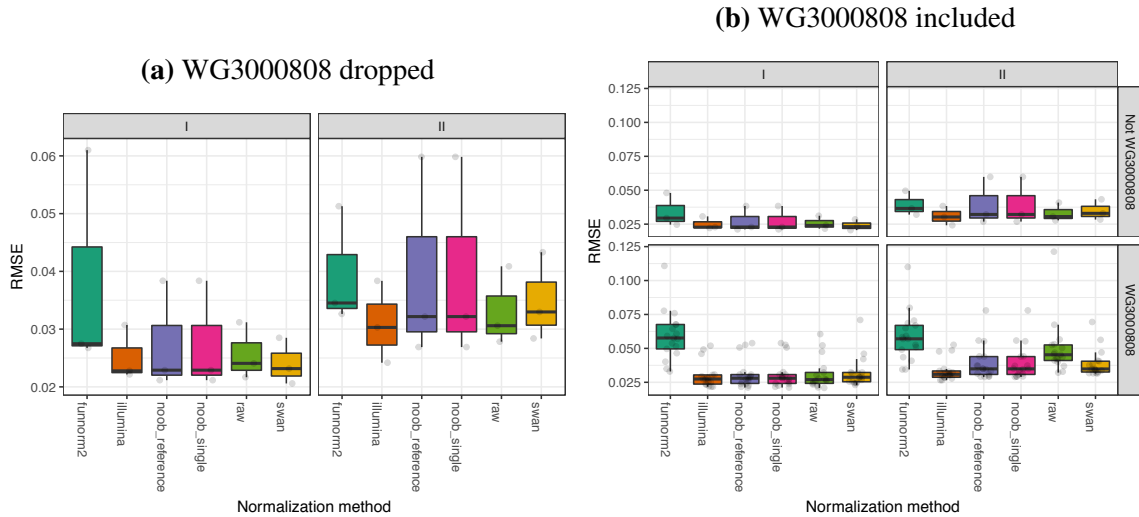 (a) WG3000808 dropped
I
II
0.06
0.05
0.04
0.03
0.02
RMSE
funnorm2
illumina
noob_reference
noob_single
raw
swan
funnorm2
illumina
noob_reference
noob_single
raw
swan
Normalization method
(b) WG3000808 included
I
II
0.125
0.100
0.075
0.050
0.025
Not WG3000808
RMSE
0.125
0.100
0.075
0.050
0.025
WG3000808
funnorm2
illumina
noob_reference
noob_single
raw
swan
funnorm2
illumina
noob_reference
noob_single
raw
swan
Normalization method